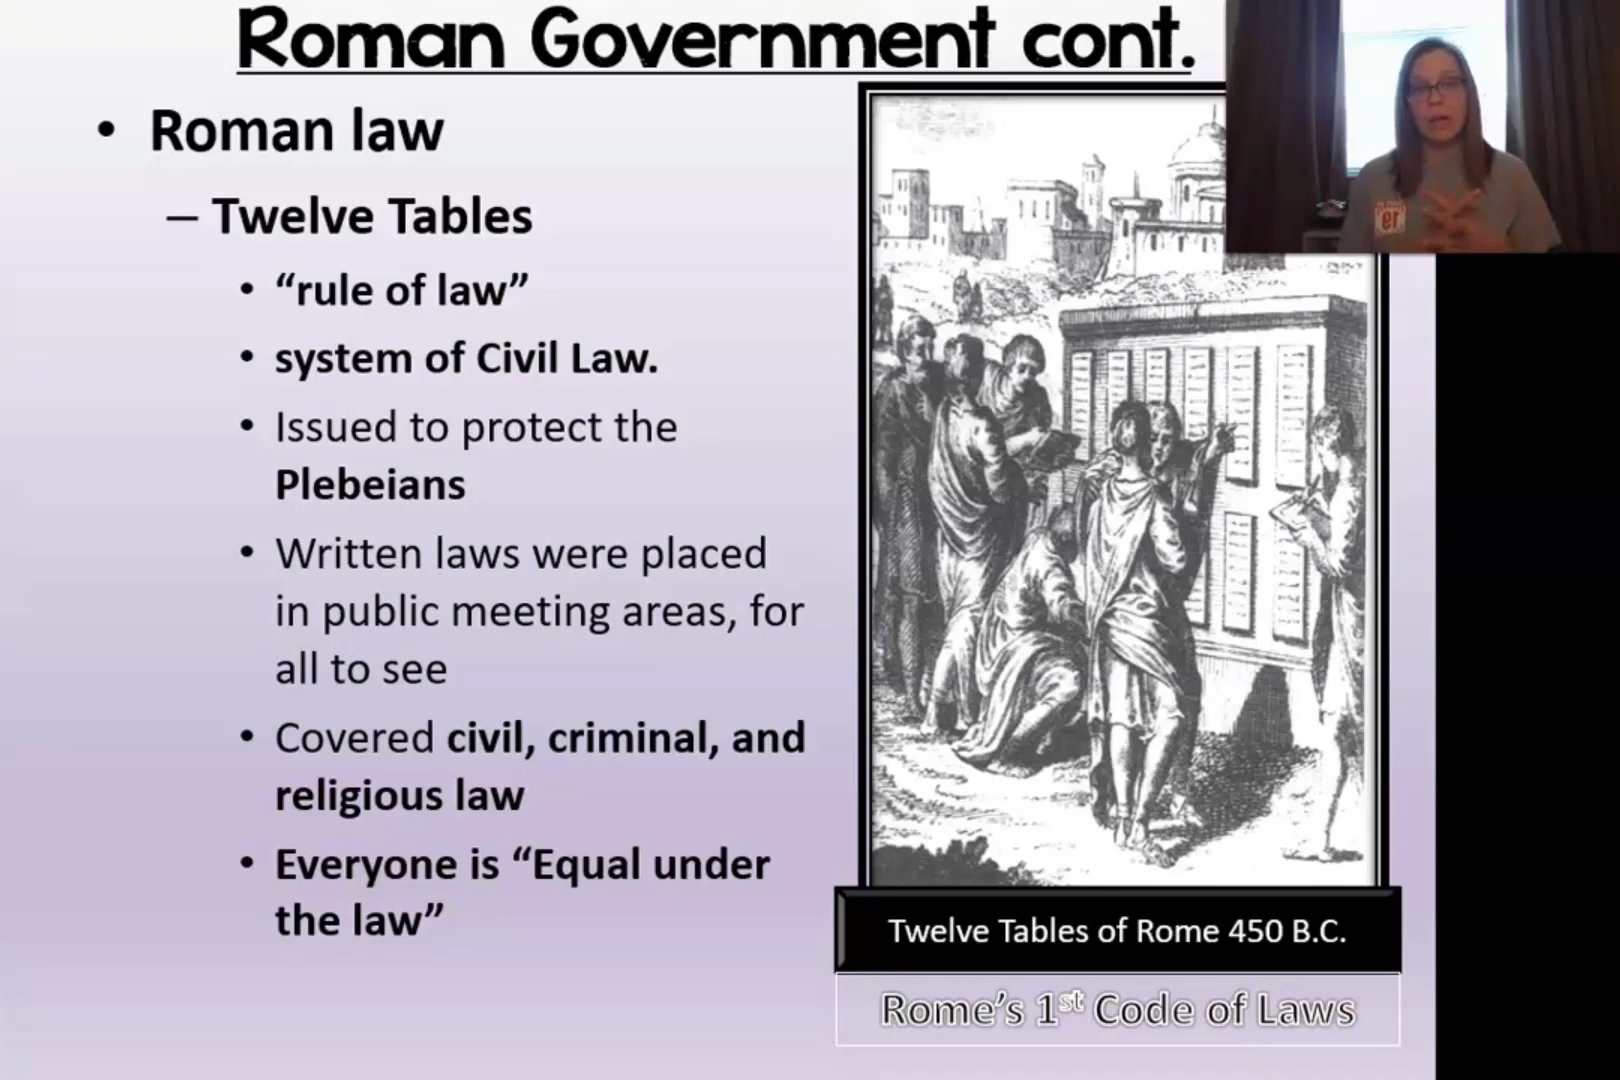 Roman Government cont.
• Roman law
– Twelve Tables
• “rule of law”
• system of Civil Law.
• Issued to protect the
Plebeians
• Written laws were placed
in public meeting areas, for
all to see
• Covered civil, criminal, and
religious law
• Everyone is “Equal under
the law”
19
Twelve Tables of Rome 450 B.C.
Rome’s 1st Code of Laws